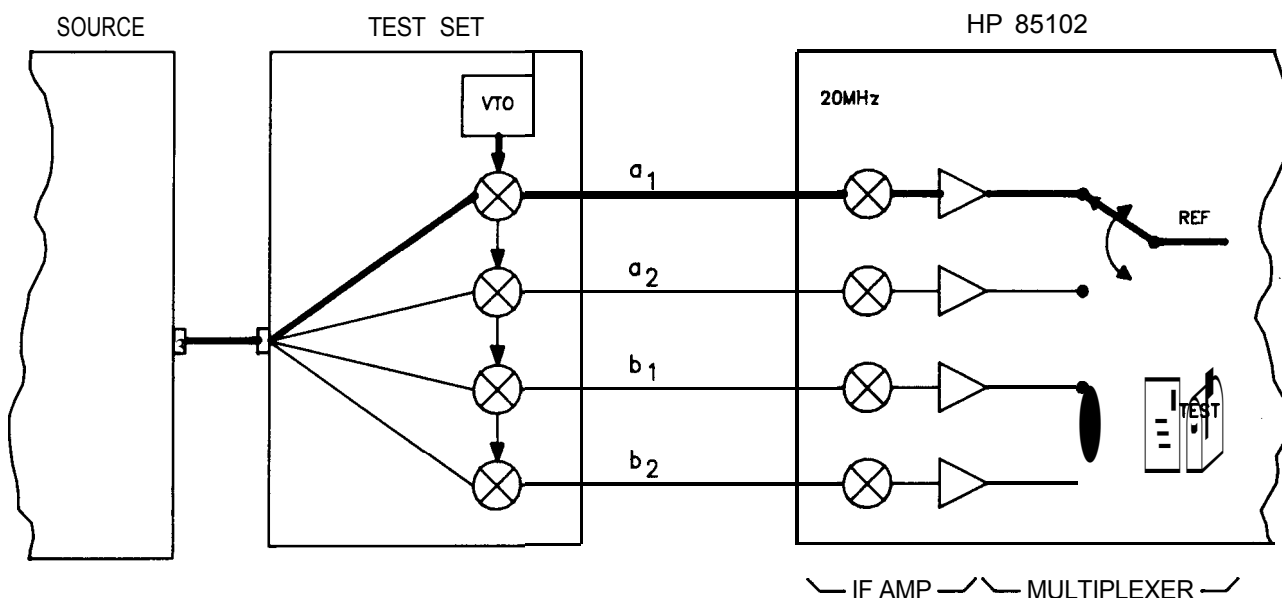 SOURCE
TEST SET
HP 85102
VTO
20MHz
a1
REF
a2
b1
TEST
b2
IF AMP
MULTIPLEXER